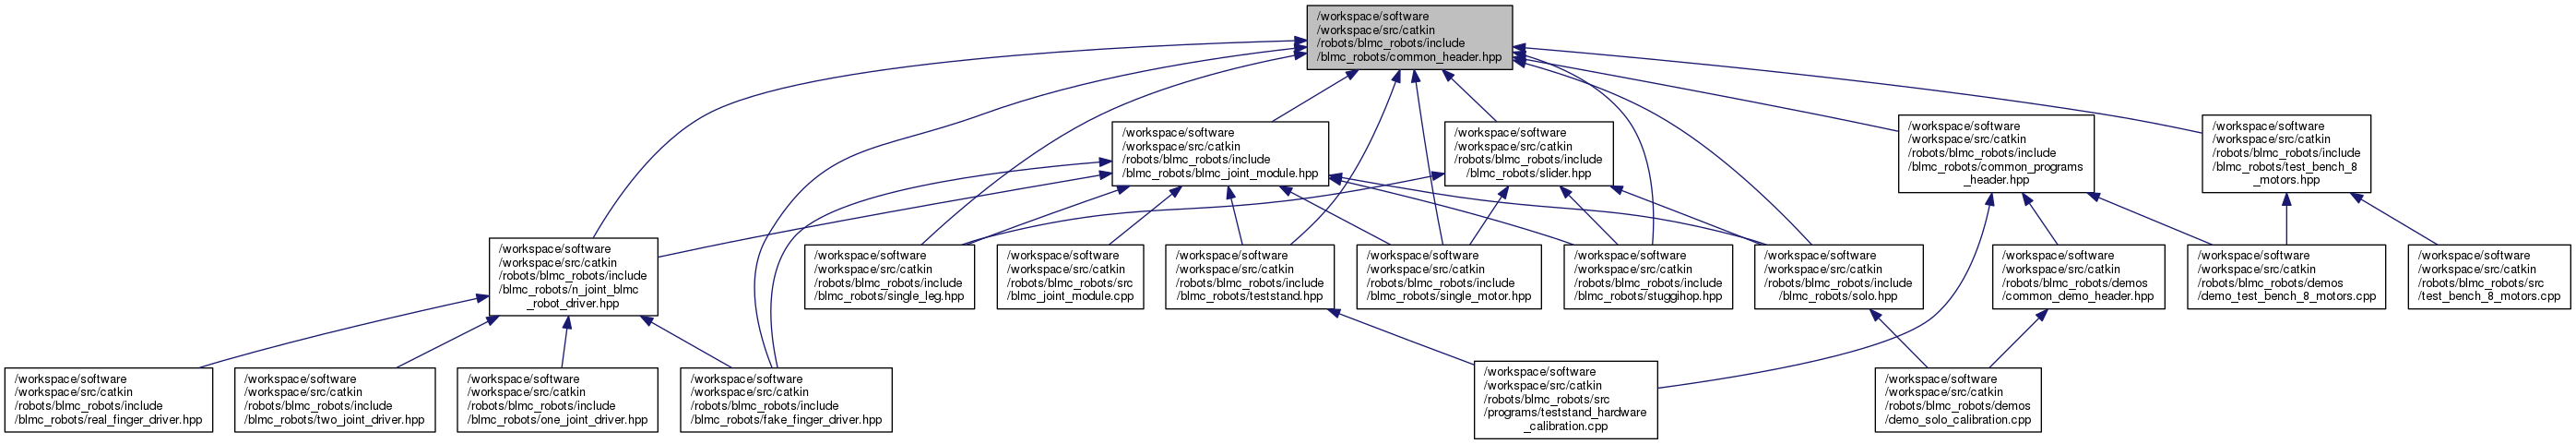 /workspace/software
/workspace/src/catkin
/robots/blmc_robots/include
/blmc_robots/common_header.hpp
/workspace/software
/workspace/src/catkin
/robots/blmc_robots/include
/blmc_robots/blmc_joint_module.hpp
/workspace/software
/workspace/src/catkin
/robots/blmc_robots/include
/blmc_robots/slider.hpp
/workspace/software
/workspace/src/catkin
/robots/blmc_robots/include
/blmc_robots/common_programs
_header.hpp
/workspace/software
/workspace/src/catkin
/robots/blmc_robots/include
/blmc_robots/test_bench_8
_motors.hpp
/workspace/software
/workspace/src/catkin
/robots/blmc_robots/include
/blmc_robots/n_joint_blmc
_robot_driver.hpp
/workspace/software
/workspace/src/catkin
/robots/blmc_robots/include
/blmc_robots/single_leg.hpp
/workspace/software
/workspace/src/catkin
/robots/blmc_robots/src
/blmc_joint_module.cpp
/workspace/software
/workspace/src/catkin
/robots/blmc_robots/include
/blmc_robots/teststand.hpp
/workspace/software
/workspace/src/catkin
/robots/blmc_robots/include
/blmc_robots/single_motor.hpp
/workspace/software
/workspace/src/catkin
/robots/blmc_robots/include
/blmc_robots/stuggihop.hpp
/workspace/software
/workspace/src/catkin
/robots/blmc_robots/include
/blmc_robots/solo.hpp
/workspace/software
/workspace/src/catkin
/robots/blmc_robots/demos
/common_demo_header.hpp
/workspace/software
/workspace/src/catkin
/robots/blmc_robots/demos
/demo_test_bench_8_motors.cpp
/workspace/software
/workspace/src/catkin
/robots/blmc_robots/src
/test_bench_8_motors.cpp
/workspace/software
/workspace/src/catkin
/robots/blmc_robots/include
/blmc_robots/real_finger_driver.hpp
/workspace/software
/workspace/src/catkin
/robots/blmc_robots/include
/blmc_robots/two_joint_driver.hpp
/workspace/software
/workspace/src/catkin
/robots/blmc_robots/include
/blmc_robots/one_joint_driver.hpp
/workspace/software
/workspace/src/catkin
/robots/blmc_robots/include
/blmc_robots/fake_finger_driver.hpp
/workspace/software
/workspace/src/catkin
/robots/blmc_robots/src
/programs/teststand_hardware
_calibration.cpp
/workspace/software
/workspace/src/catkin
/robots/blmc_robots/demos
/demo_solo_calibration.cpp